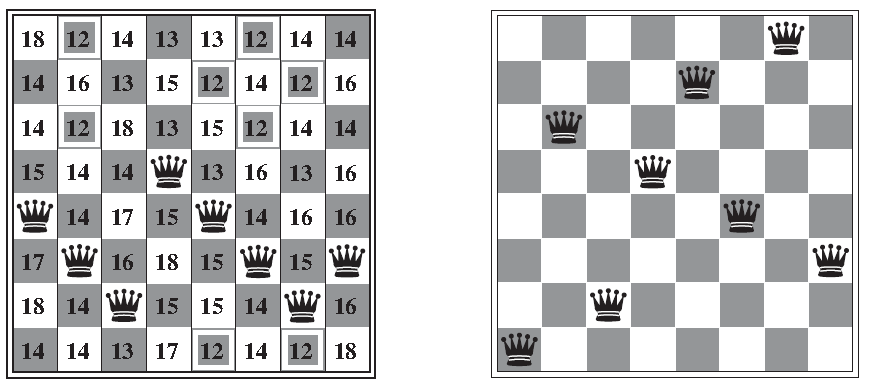 18 12 14 13 13 12 14 14
14 16 13 15 12 14 12 16
14 12 18 13 15 12 14 14
15 14 14 13 16 13 16
14 17 15 14 16 16
17 16 18 15 15
18 14 15 15 14 16
14 14 13 17 12 14 12 18